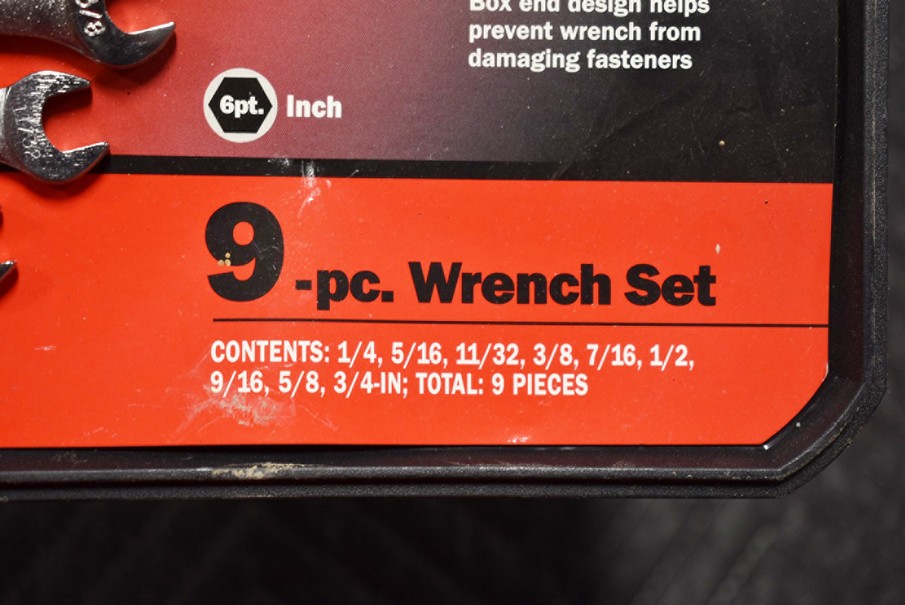 Box end design helps
prevent wrench from
damaging fasteners
6pt. Inch
9-pc. Wrench Set
CONTENTS: 1/4, 5/16, 11/32, 3/8, 7/16, 1/2,
9/16, 5/8, 3/4-IN; TOTAL: 9 PIECES